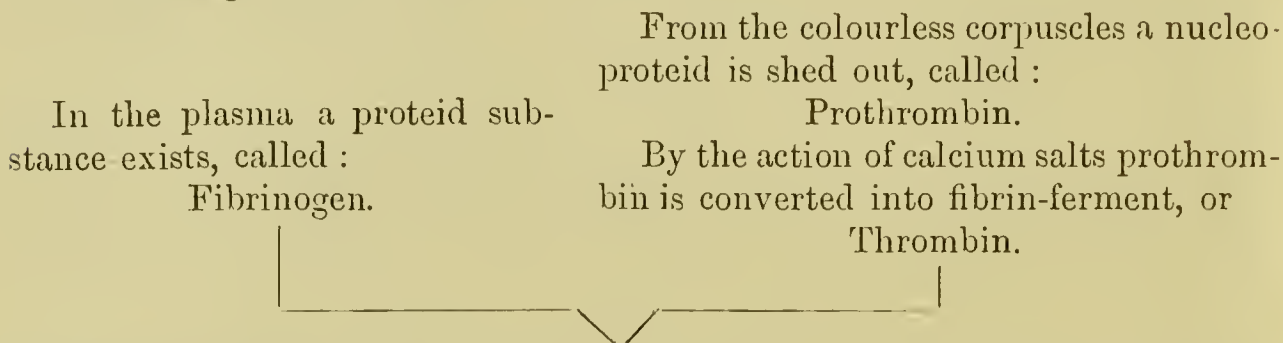 In the plasma a proteid sub-
stance exists, called :
Fibrinogen.
From the colourless corpuscles a nucleo-
proteid is shed out, called :
Prothrombin.
By the action of calcium salts prothrom-
bin is converted into fibrin-ferment, or
Thrombin.